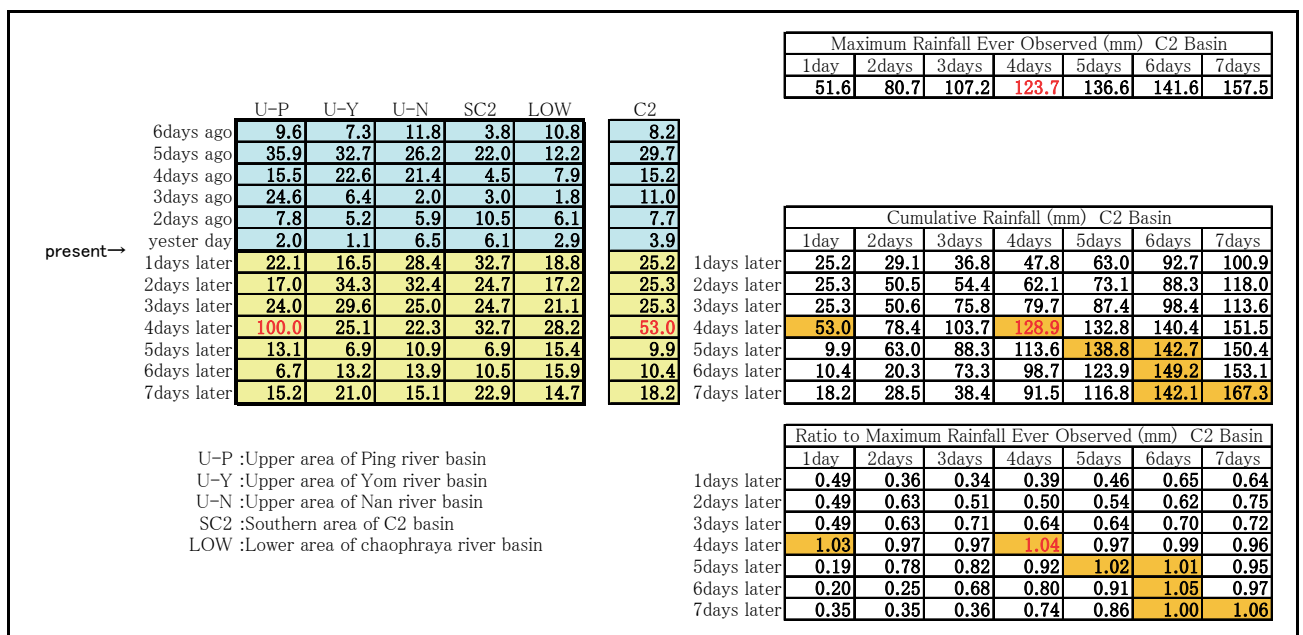 Maximum Rainfall Ever Observed (mm) C2 Basin
1day 2days 3days 4days 5days 6days 7days
51.6 80.7 107.2 123.7 136.6 141.6 157.5
U-P U-Y U-N SC2 LOW C2
6days ago 9.6 7.3 11.8 3.8 10.8 8.2
5days ago 35.9 32.7 26.2 22.0 12.2 29.7
4days ago 15.5 22.6 21.4 4.5 7.9 15.2
3days ago 24.6 6.4 2.0 3.0 1.8 11.0
2days ago 7.8 5.2 5.9 10.5 6.1 7.7
yester day 2.0 1.1 6.5 6.1 2.9 3.9
present→
1days later 22.1 16.5 28.4 32.7 18.8 25.2
2days later 17.0 34.3 32.4 24.7 17.2 25.3
3days later 24.0 29.6 25.0 24.7 21.1 25.3
4days later 100.0 25.1 22.3 32.7 28.2 53.0
5days later 13.1 6.9 10.9 6.9 15.4 9.9
6days later 6.7 13.2 13.9 10.5 15.9 10.4
7days later 15.2 21.0 15.1 22.9 14.7 18.2
Cumulative Rainfall (mm) C2 Basin
1day 2days 3days 4days 5days 6days 7days
1days later 25.2 29.1 36.8 47.8 63.0 92.7 100.9
2days later 25.3 50.5 54.4 62.1 73.1 88.3 118.0
3days later 25.3 50.6 75.8 79.7 87.4 98.4 113.6
4days later 53.0 78.4 103.7 128.9 132.8 140.4 151.5
5days later 9.9 63.0 88.3 113.6 138.8 142.7 150.4
6days later 10.4 20.3 73.3 98.7 123.9 149.2 153.1
7days later 18.2 28.5 38.4 91.5 116.8 142.1 167.3
U-P :Upper area of Ping river basin
U-Y :Upper area of Yom river basin
U-N :Upper area of Nan river basin
SC2 :Southern area of C2 basin
LOW :Lower area of chaophraya river basin
Ratio to Maximum Rainfall Ever Observed (mm) C2 Basin
1day 2days 3days 4days 5days 6days 7days
1days later 0.49 0.36 0.34 0.39 0.46 0.65 0.64
2days later 0.49 0.63 0.51 0.50 0.54 0.62 0.75
3days later 0.49 0.63 0.71 0.64 0.64 0.70 0.72
4days later 1.03 0.97 0.97 1.04 0.97 0.99 0.96
5days later 0.19 0.78 0.82 0.92 1.02 1.01 0.95
6days later 0.20 0.25 0.68 0.80 0.91 1.05 0.97
7days later 0.35 0.35 0.36 0.74 0.86 1.00 1.06